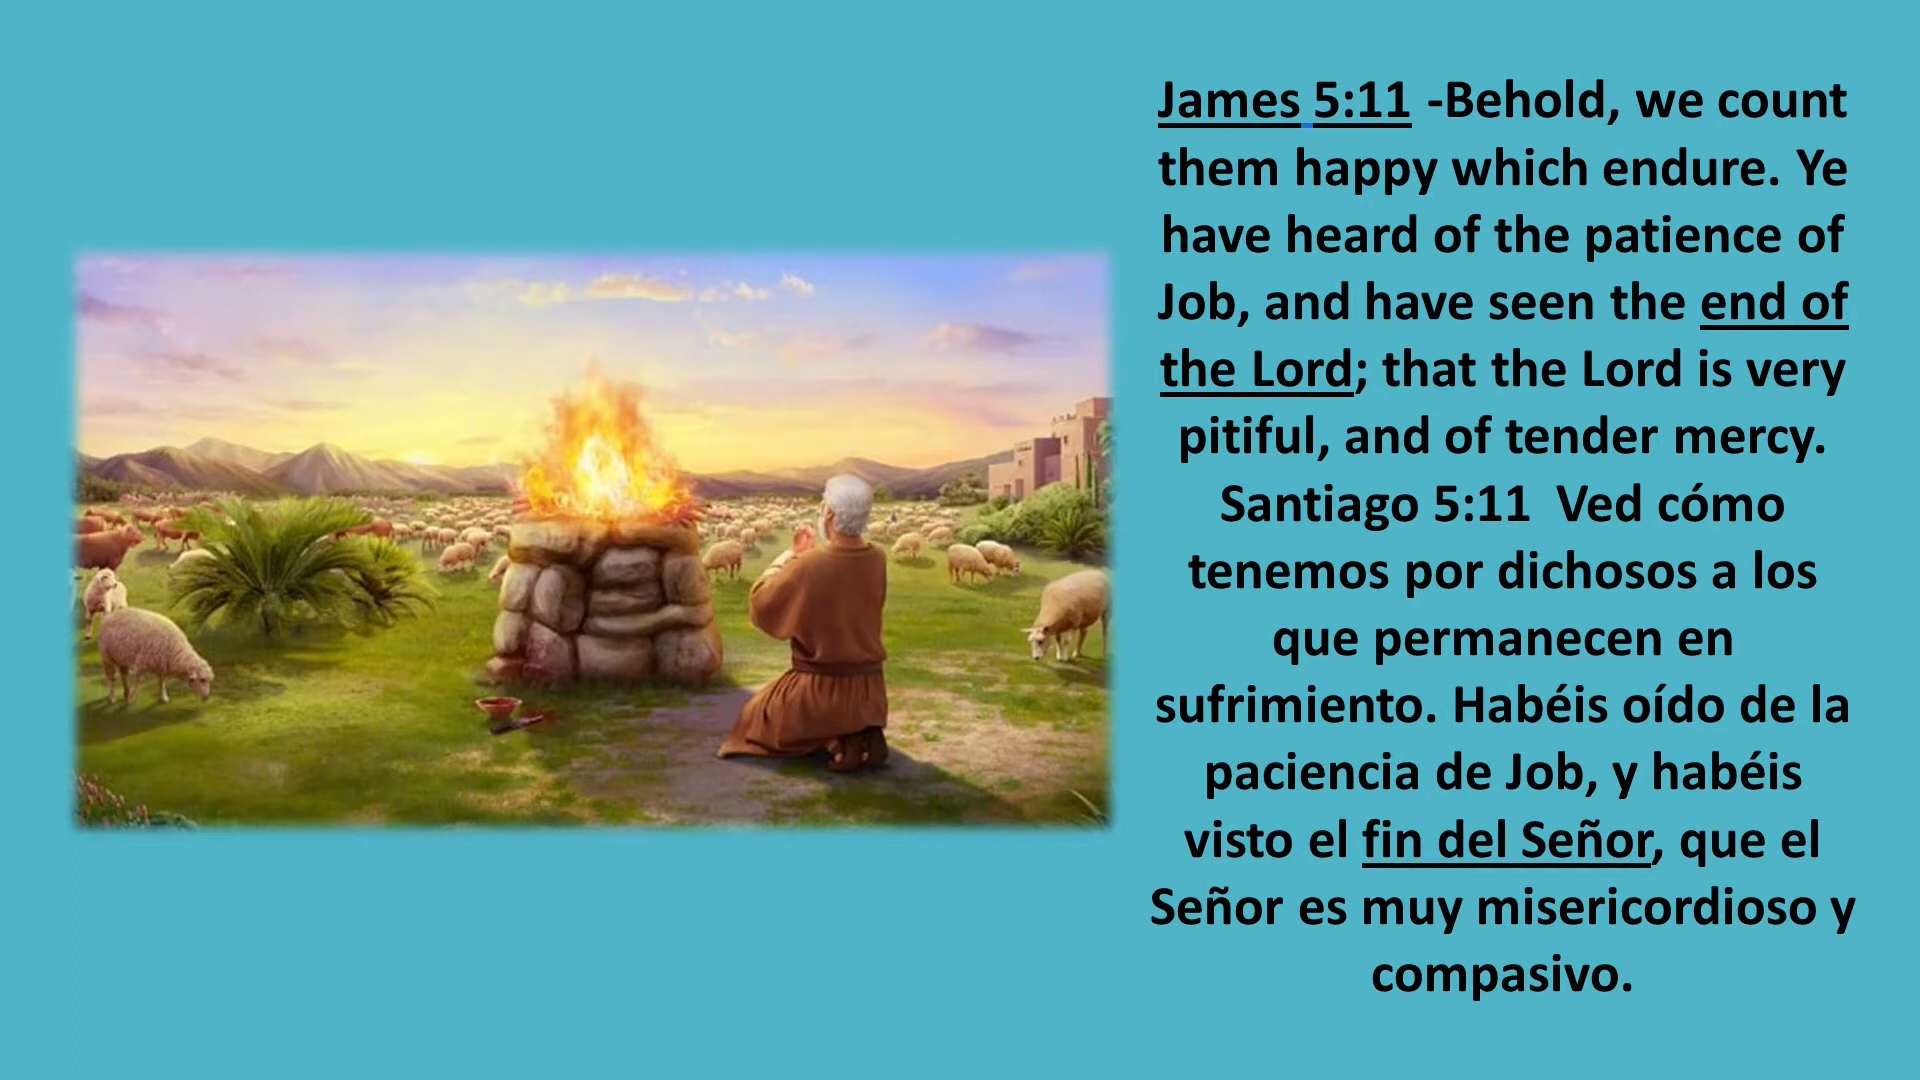 James 5:11 -Behold, we count
them happy which endure. Ye
have heard of the patience of
Job, and have seen the end of
the Lord; that the Lord is very
pitiful, and of tender mercy.
Santiago 5:11  Ved cómo
tenemos por dichosos a los
que permanecen en
sufrimiento. Habéis oído de la
paciencia de Job, y habéis
visto el fin del Señor, que el
Señor es muy misericordioso y
compasivo.